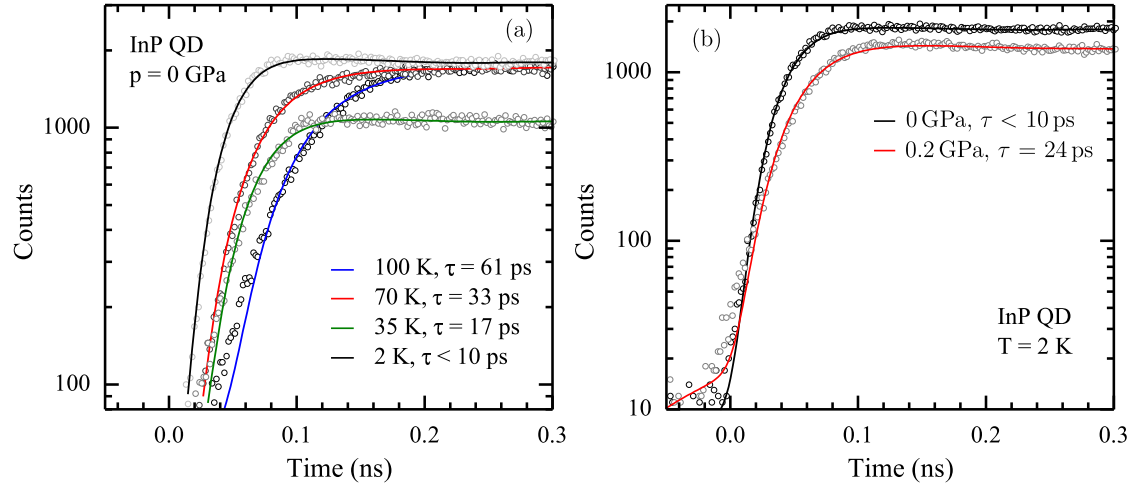 InP QD
p = 0 GPa
(a)
1000
100
Counts
100 K, τ = 61 ps
70 K, τ = 33 ps
35 K, τ = 17 ps
2 K, τ < 10 ps
0.0 0.1 0.2 0.3
Time (ns)
(b)
1000
100
10
Counts
0 GPa, τ < 10 ps
0.2 GPa, τ = 24 ps
InP QD
T = 2 K
0.0 0.1 0.2 0.3
Time (ns)